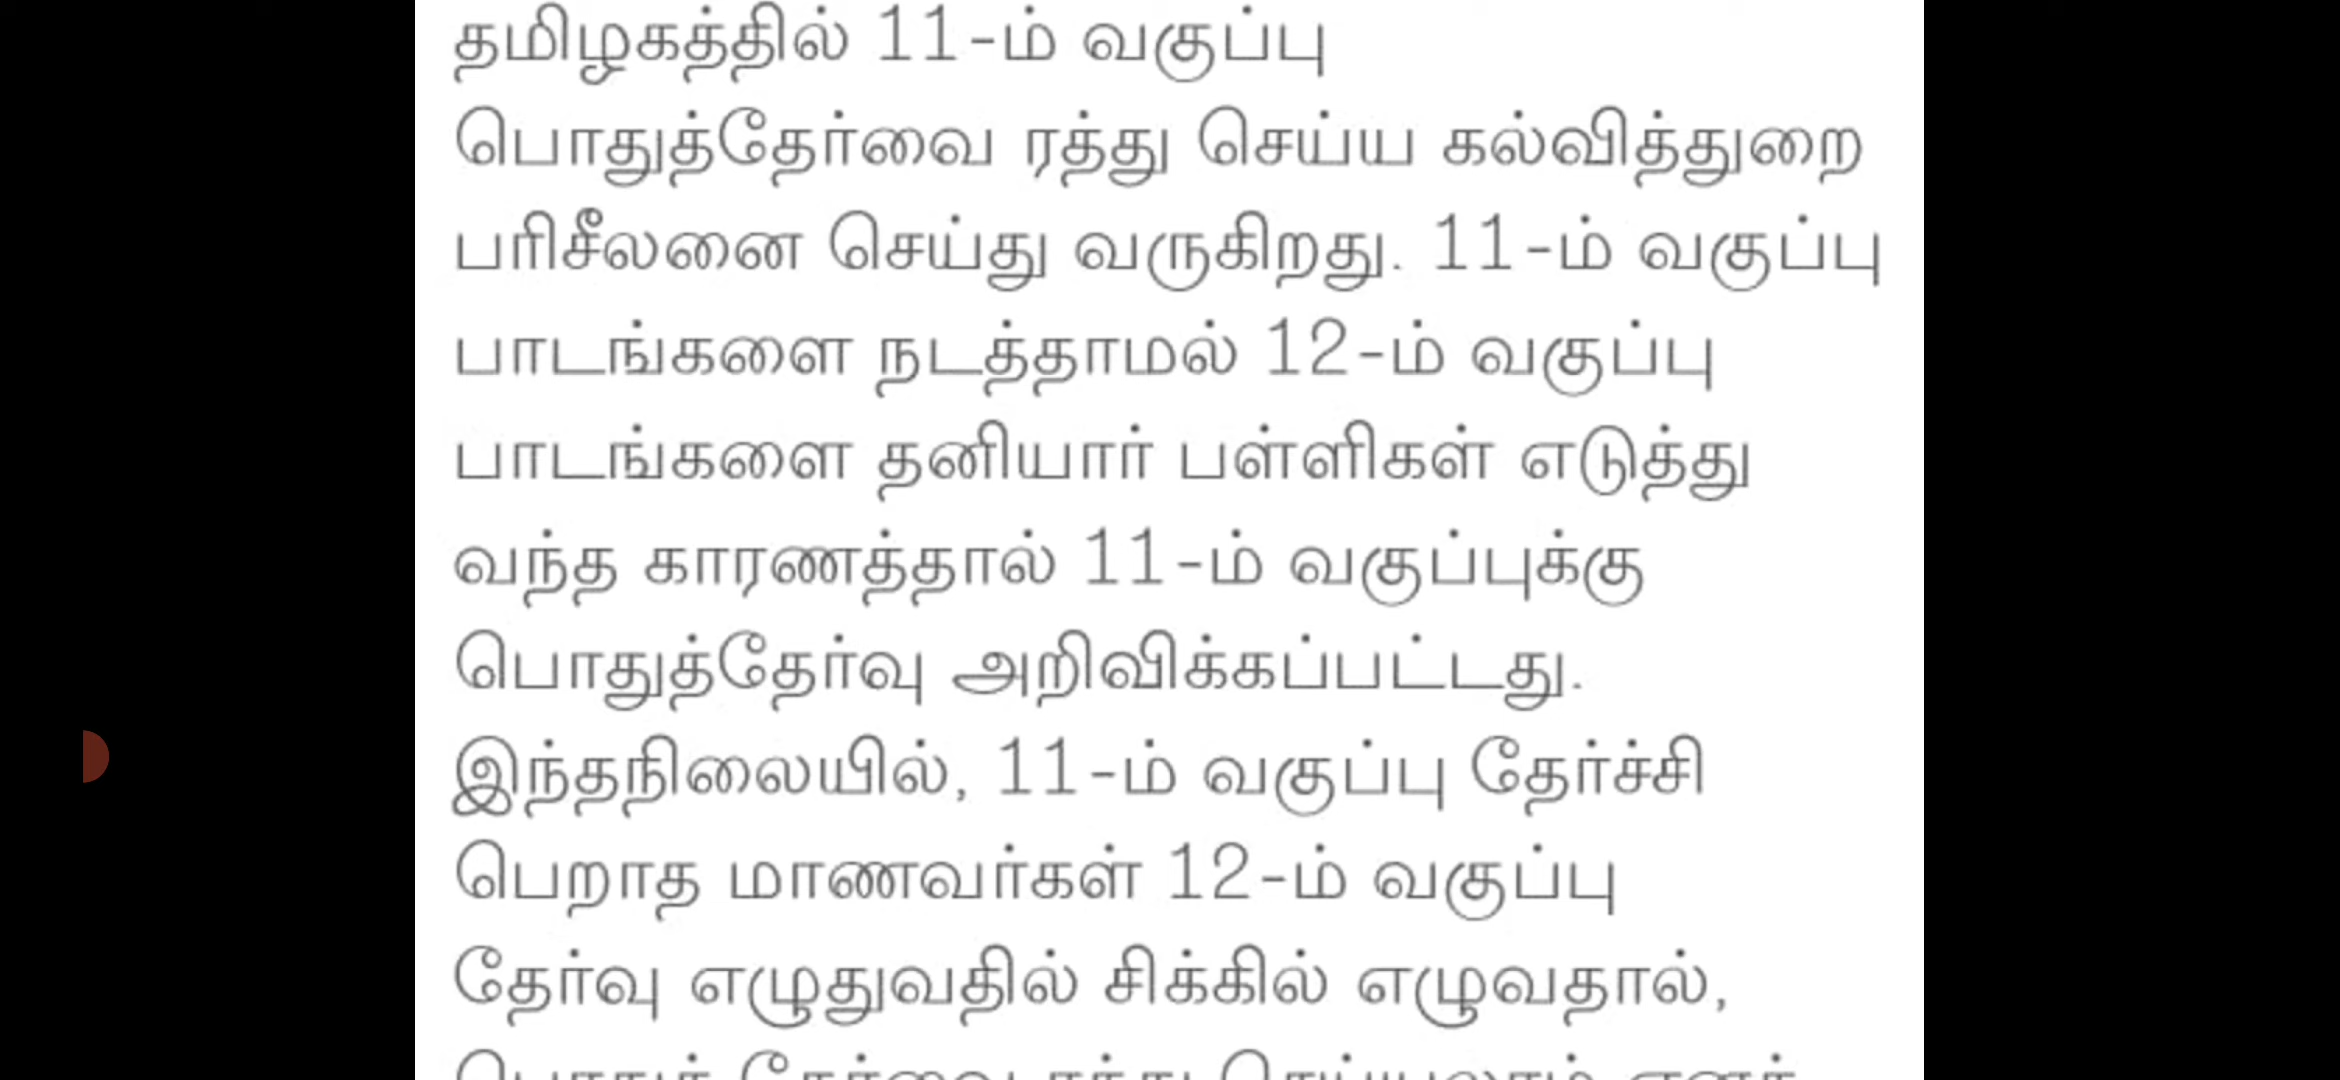 தமிழகத்தில் 11-ம் வகுப்பு
பொதுத்தேர்வை ரத்து செய்ய கல்வித்துறை
பரிசீலனை செய்து வருகிறது. 11-ம் வகுப்பு
பாடங்களை நடத்தாமல் 12-ம் வகுப்பு
பாடங்களை தனியார் பள்ளிகள் எடுத்து
வந்த காரணத்தால் 11-ம் வகுப்புக்கு
பொதுத்தேர்வு அறிவிக்கப்பட்டது.
இந்தநிலையில், 11-ம் வகுப்பு தேர்ச்சி
பெறாத மாணவர்கள் 12-ம் வகுப்பு
தேர்வு எழுதுவதில் சிக்கில் எழுவதால்,